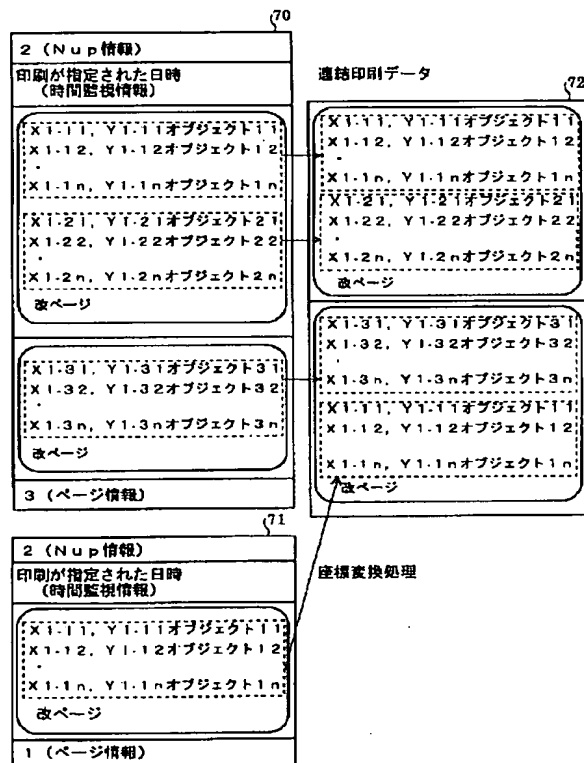 70
2 (Nup情報)
印刷が指定された日時
(時間監視情報)
X1-11, Y1-11オブジェクト11
X1-12, Y1-12オブジェクト12
・
X1-1n, Y1-1nオブジェクト1n
X1-21, Y1-21オブジェクト21
X1-22, Y1-22オブジェクト22
・
X1-2n, Y1-2nオブジェクト2n
改ページ
X1-31, Y1-31オブジェクト31
X1-32, Y1-32オブジェクト32
・
X1-3n, Y1-3nオブジェクト3n
改ページ
3 (ページ情報)
連結印刷データ
72
X1-11, Y1-11オブジェクト11
X1-12, Y1-12オブジェクト12
・
X1-1n, Y1-1nオブジェクト1n
X1-21, Y1-21オブジェクト21
X1-22, Y1-22オブジェクト22
・
X1-2n, Y1-2nオブジェクト2n
改ページ
X1-31, Y1-31オブジェクト31
X1-32, Y1-32オブジェクト32
・
X1-3n, Y1-3nオブジェクト3n
X1-11, Y1-11オブジェクト11
X1-12, Y1-12オブジェクト12
X1-1n, Y1-1nオブジェクト1n
改ページ
71
2 (Nup情報)
印刷が指定された日時
(時間監視情報)
X1-11, Y1-11オブジェクト11
X1-12, Y1-12オブジェクト12
・
X1-1n, Y1-1nオブジェクト1n
改ページ
1 (ページ情報)
座標変換処理